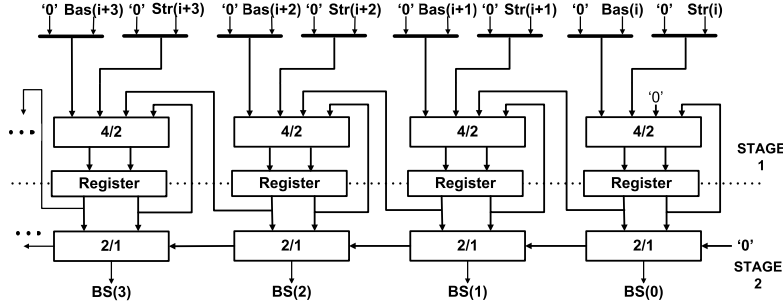 ‘0’ Bas(i+3) ‘0’ Str(i+3) ‘0’ Bas(i+2) ‘0’ Str(i+2) ‘0’ Bas(i+1) ‘0’ Str(i+1) ‘0’ Bas(i) ‘0’ Str(i)
‘0’
4/2 4/2 4/2 4/2
STAGE
1
Register Register Register Register
2/1 2/1 2/1 2/1 ‘0’
STAGE
2
BS(3) BS(2) BS(1) BS(0)